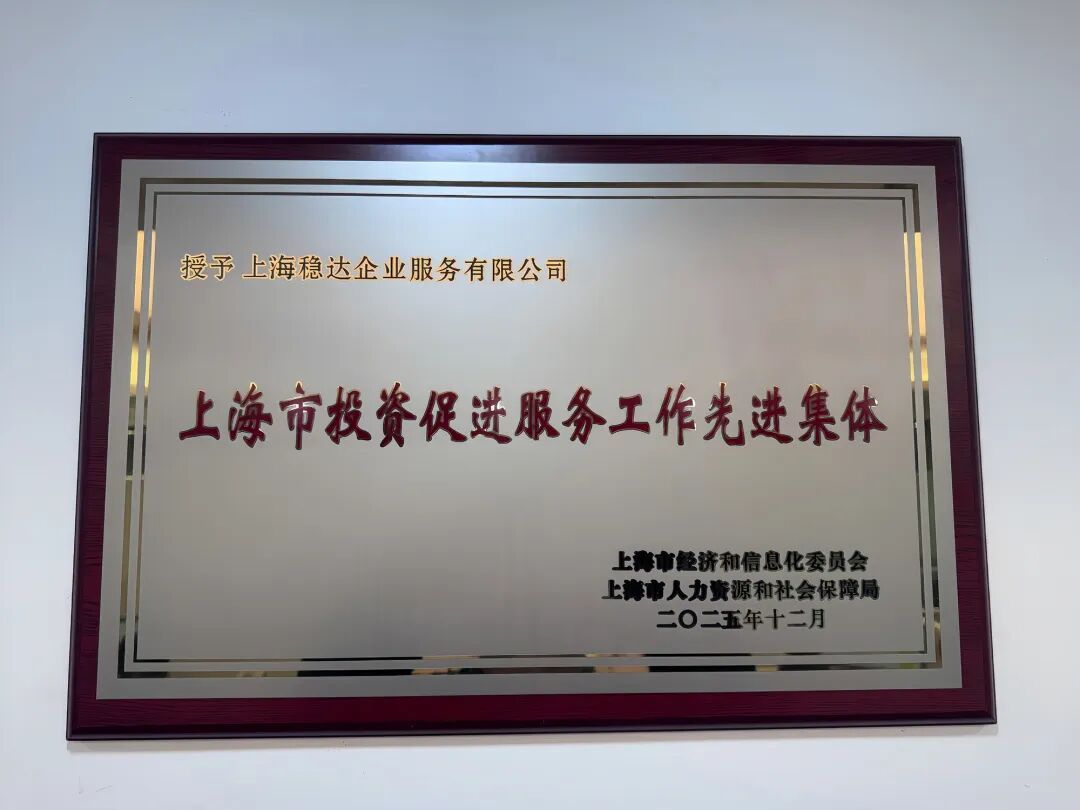 授予 上海稳达企业服务有限公司
上海市投资促进服务工作先进集体
上海市经济和信息化委员会
上海市人力资源和社会保障局
二〇二五年十二月